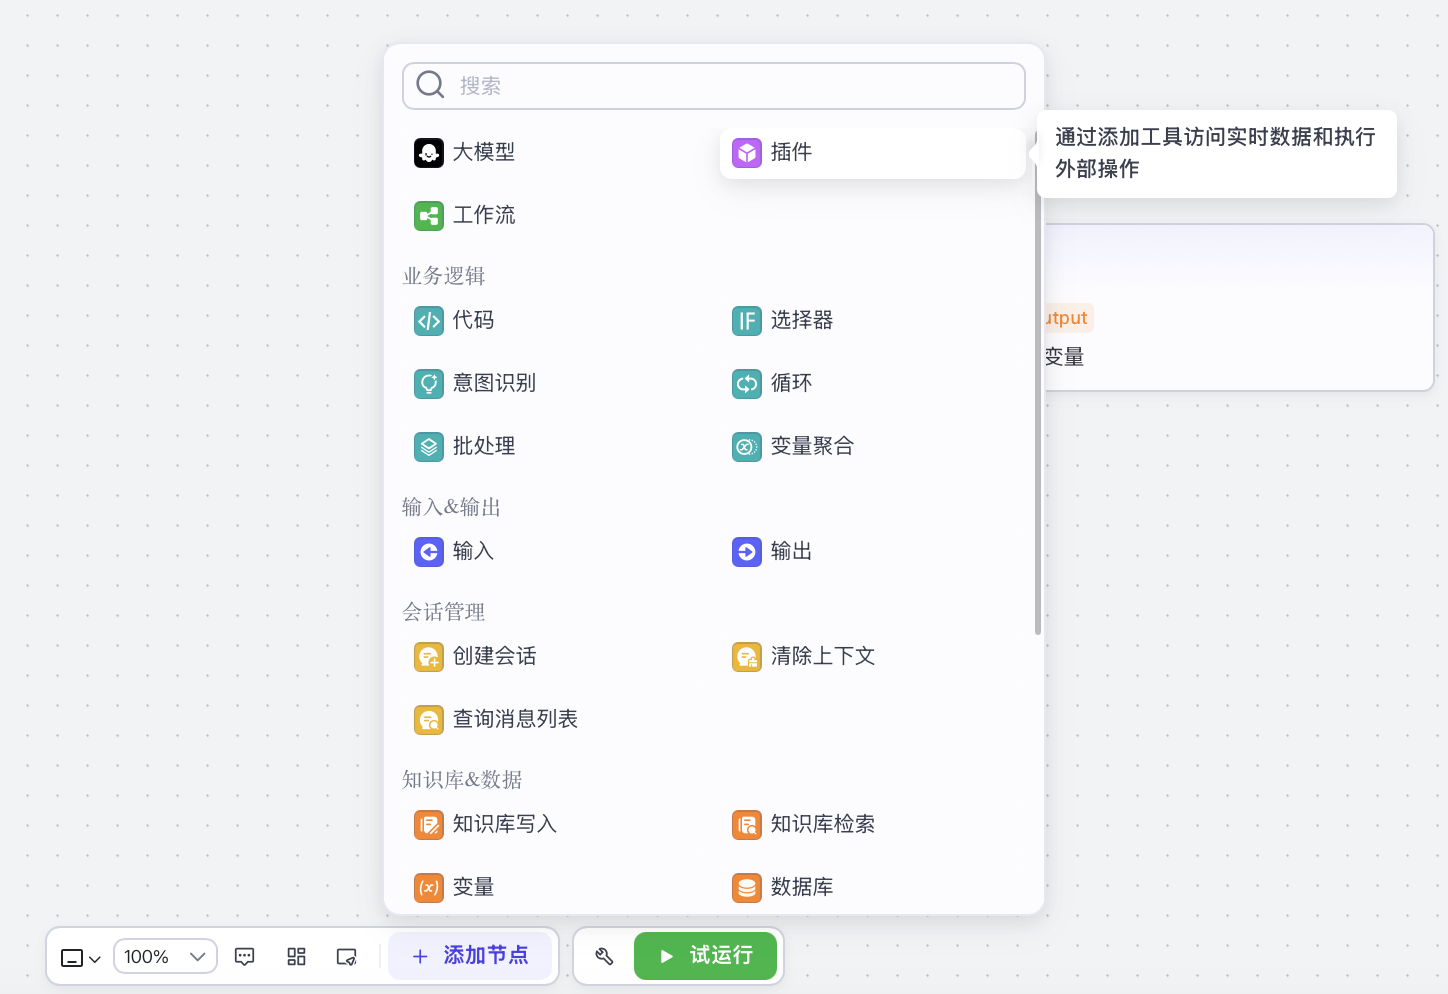 搜索
大模型
插件
通过添加工具访问实时数据和执行
外部操作
工作流
业务逻辑
代码
选择器
utput
变量
意图识别
循环
批处理
变量聚合
输入&输出
输入
输出
会话管理
创建会话
清除上下文
查询消息列表
知识库&数据
知识库写入
知识库检索
变量
数据库
100%
添加节点
试运行